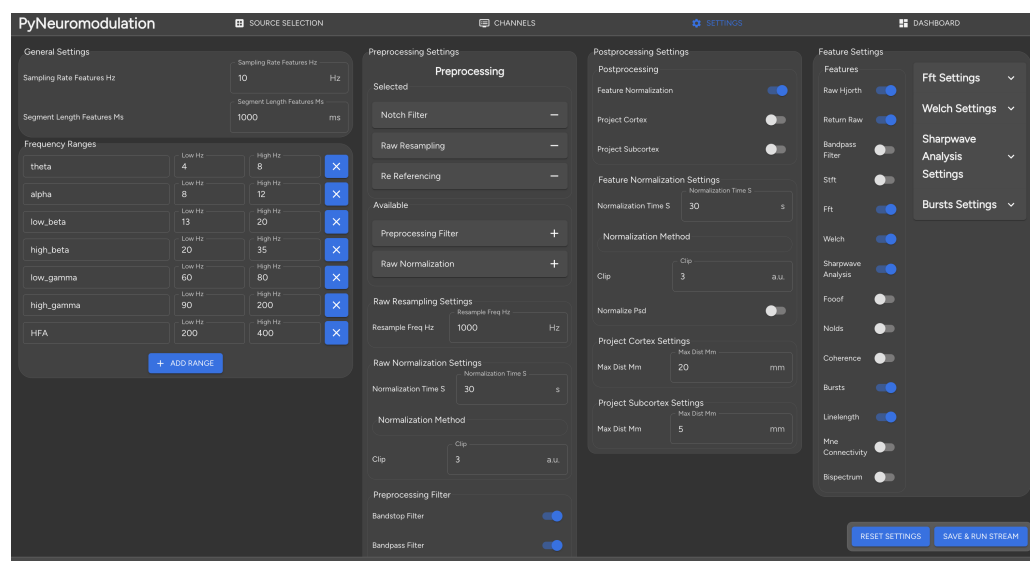 PyNeuromodulation
SOURCE SELECTION
CHANNELS
SETTINGS
DASHBOARD
General Settings
Sampling Rate Features Hz
Sampling Rate Features Hz
10 Hz
Segment Length Features Ms
Segment Length Features Ms
1000 ms
Frequency Ranges
Low Hz High Hz
theta 4 8
Low Hz High Hz
alpha 8 12
Low Hz High Hz
low_beta 13 20
Low Hz High Hz
high_beta 20 35
Low Hz High Hz
low_gamma 60 80
Low Hz High Hz
high_gamma 90 200
Low Hz High Hz
HFA 200 400
+ ADD RANGE
Preprocessing Settings
Preprocessing
Selected
Notch Filter −
Raw Resampling −
Re Referencing −
Available
Preprocessing Filter +
Raw Normalization +
Raw Resampling Settings
Resample Freq Hz
Resample Freq Hz 1000 Hz
Raw Normalization Settings
Normalization Time S
Normalization Time S 30 s
Normalization Method
Clip
Clip 3 a.u.
Preprocessing Filter
Bandstop Filter
Bandpass Filter
Postprocessing Settings
Postprocessing
Feature Normalization
Project Cortex
Project Subcortex
Feature Normalization Settings
Normalization Time S
Normalization Time S 30 s
Normalization Method
Clip
Clip 3 a.u.
Normalize Psd
Project Cortex Settings
Max Dist Mm
Max Dist Mm 20 mm
Project Subcortex Settings
Max Dist Mm
Max Dist Mm 5 mm
Feature Settings
Features
Raw Hjorth
Return Raw
Bandpass
Filter
Stft
Fft
Welch
Sharpwave
Analysis
Fooof
Nolds
Coherence
Bursts
Linelength
Mne
Connectivity
Bispectrum
Fft Settings
Welch Settings
Sharpwave
Analysis
Settings
Bursts Settings
RESET SETTINGS
SAVE & RUN STREAM